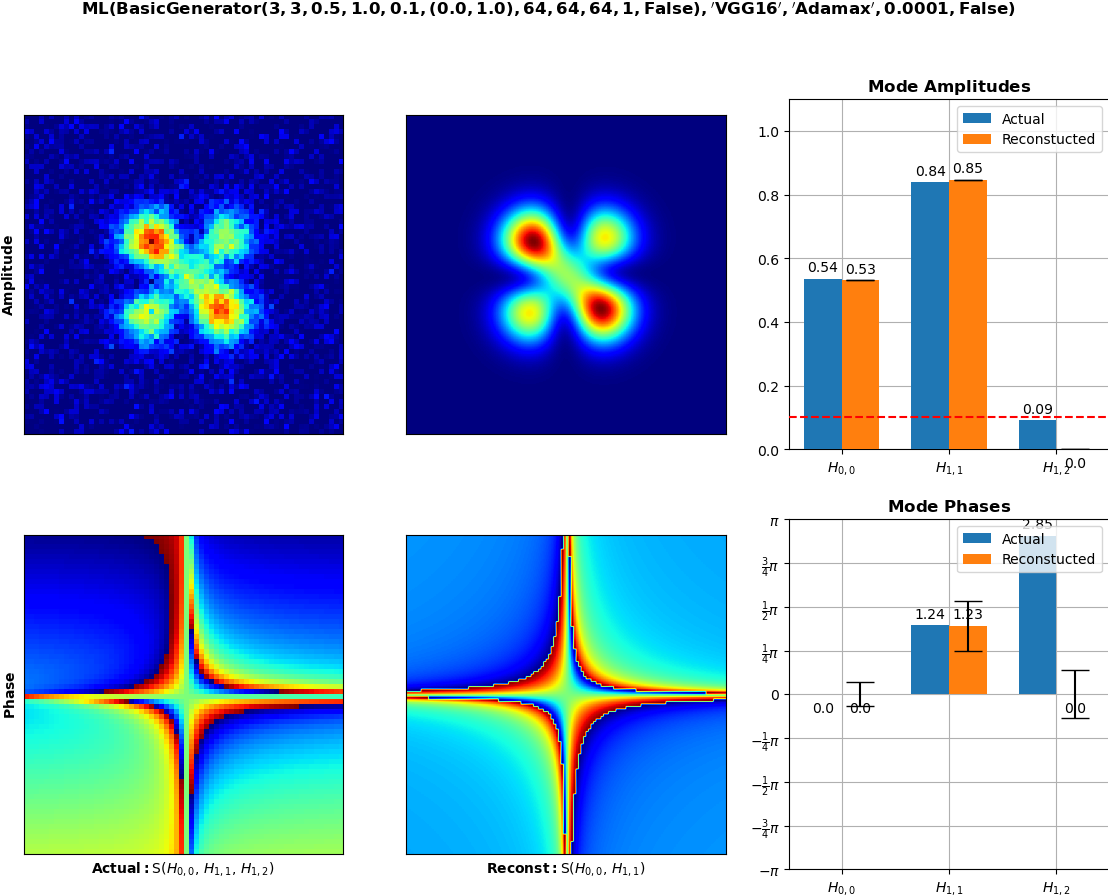 ML(BasicGenerator(3, 3, 0.5, 1.0, 0.1, (0.0, 1.0), 64, 64, 64, 1, False), 'VGG16', 'Adamax', 0.0001, False)
Amplitude
Mode Amplitudes
Actual
Reconstucted
1.0
0.8
0.6
0.4
0.2
0.0
0.54
0.53
0.84
0.85
0.09
0.0
H0,0
H1,1
H1,2
Phase
Actual: S(H0,0, H1,1, H1,2)
Reconst: S(H0,0, H1,1)
Mode Phases
Actual
Reconstucted
π
3/4π
1/2π
1/4π
0
−1/4π
−1/2π
−3/4π
−π
0.0
0.0
1.24
1.23
2.85
0.0
H0,0
H1,1
H1,2